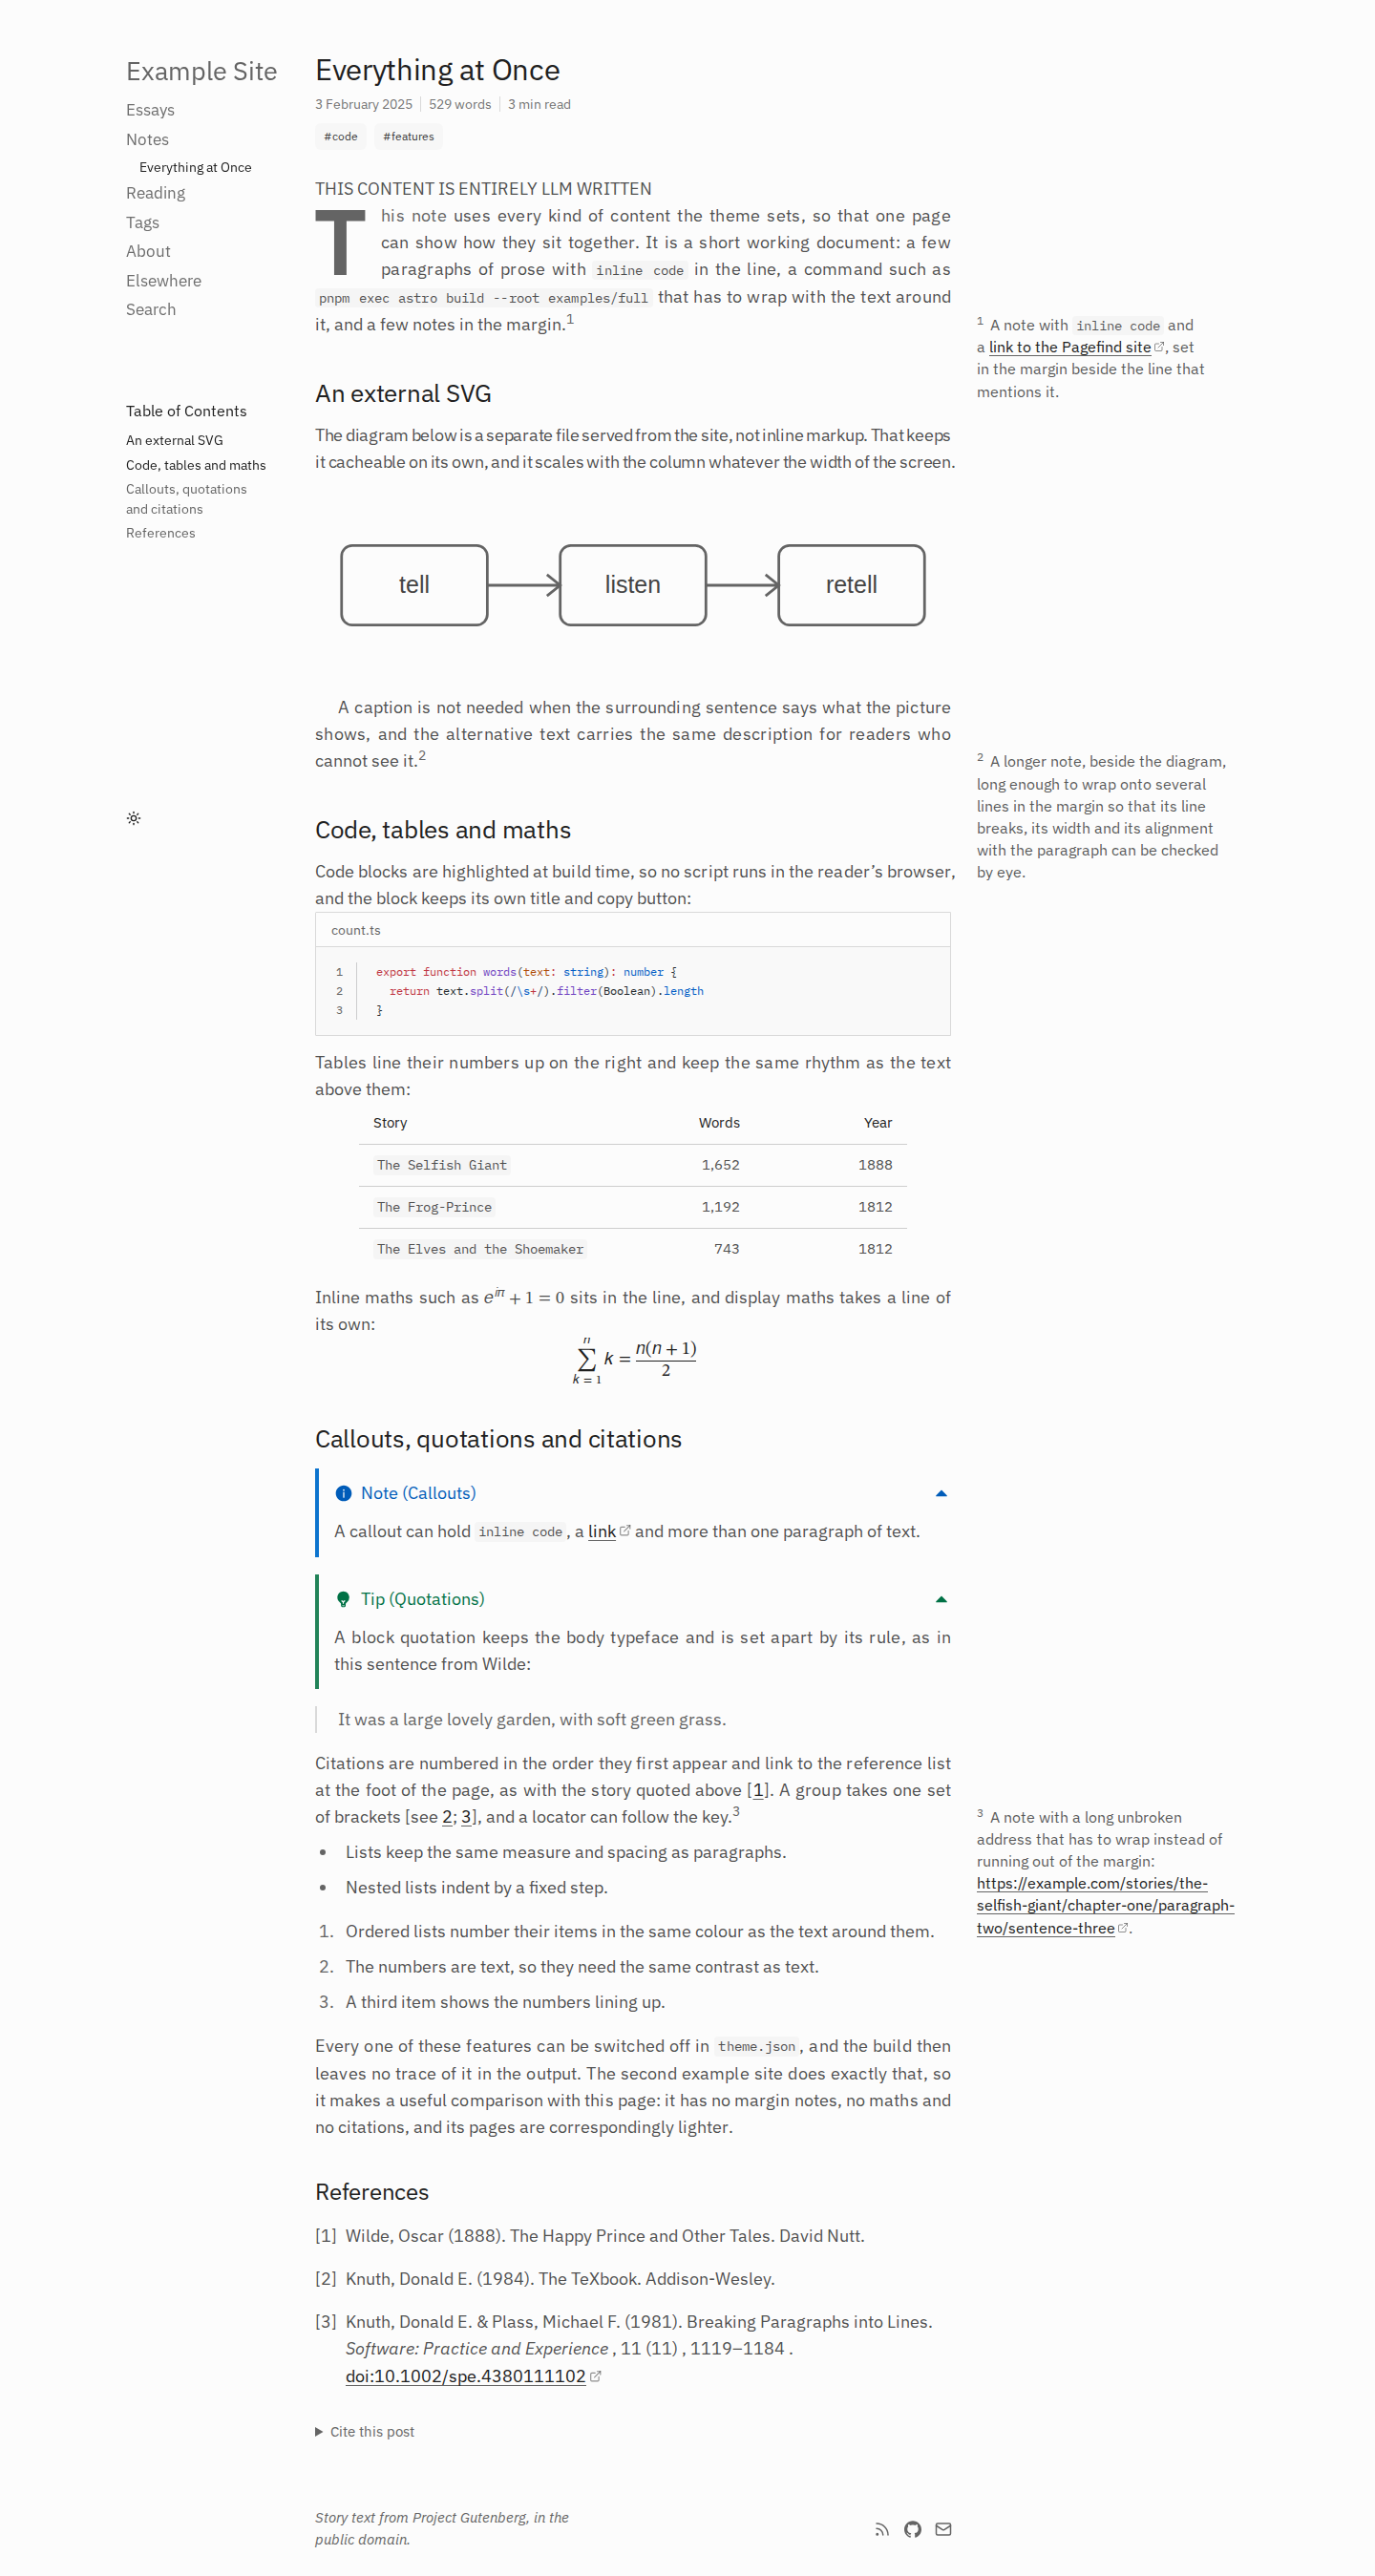 Example Site
Essays
Notes
Everything at Once
Reading
Tags
About
Elsewhere
Search
Table of Contents
An external SVG
Code, tables and maths
Callouts, quotations
and citations
References
Everything at Once
3 February 2025 529 words 3 min read
#code #features
THIS CONTENT IS ENTIRELY LLM WRITTEN
This note uses every kind of content the theme sets, so that one page
can show how they sit together. It is a short working document: a few
paragraphs of prose with inline code in the line, a command such as
pnpm exec astro build --root examples/full that has to wrap with the text around
it, and a few notes in the margin.1
1 A note with inline code and
a link to the Pagefind site, set
in the margin beside the line that
mentions it.
An external SVG
The diagram below is a separate file served from the site, not inline markup. That keeps
it cacheable on its own, and it scales with the column whatever the width of the screen.
tell listen retell
A caption is not needed when the surrounding sentence says what the picture
shows, and the alternative text carries the same description for readers who
cannot see it.2
2 A longer note, beside the diagram,
long enough to wrap onto several
lines in the margin so that its line
breaks, its width and its alignment
with the paragraph can be checked
by eye.
Code, tables and maths
Code blocks are highlighted at build time, so no script runs in the reader’s browser,
and the block keeps its own title and copy button:
count.ts
1 export function words(text: string): number {
2 return text.split(/\s+/).filter(Boolean).length
3 }
Tables line their numbers up on the right and keep the same rhythm as the text
above them:
Story Words Year
The Selfish Giant 1,652 1888
The Frog-Prince 1,192 1812
The Elves and the Shoemaker 743 1812
Inline maths such as e^iπ + 1 = 0 sits in the line, and display maths takes a line of
its own:
n
∑ k = n(n + 1)
2
k = 1
Callouts, quotations and citations
Note (Callouts)
A callout can hold inline code, a link and more than one paragraph of text.
Tip (Quotations)
A block quotation keeps the body typeface and is set apart by its rule, as in
this sentence from Wilde:
It was a large lovely garden, with soft green grass.
Citations are numbered in the order they first appear and link to the reference list
at the foot of the page, as with the story quoted above [1]. A group takes one set
of brackets [see 2; 3], and a locator can follow the key.3
3 A note with a long unbroken
address that has to wrap instead of
running out of the margin:
https://example.com/stories/the-
selfish-giant/chapter-one/paragraph-
two/sentence-three.
• Lists keep the same measure and spacing as paragraphs.
• Nested lists indent by a fixed step.
1. Ordered lists number their items in the same colour as the text around them.
2. The numbers are text, so they need the same contrast as text.
3. A third item shows the numbers lining up.
Every one of these features can be switched off in theme.json, and the build then
leaves no trace of it in the output. The second example site does exactly that, so
it makes a useful comparison with this page: it has no margin notes, no maths and
no citations, and its pages are correspondingly lighter.
References
[1] Wilde, Oscar (1888). The Happy Prince and Other Tales. David Nutt.
[2] Knuth, Donald E. (1984). The TeXbook. Addison-Wesley.
[3] Knuth, Donald E. & Plass, Michael F. (1981). Breaking Paragraphs into Lines.
Software: Practice and Experience , 11 (11) , 1119–1184 .
doi:10.1002/spe.4380111102
Cite this post
Story text from Project Gutenberg, in the
public domain.